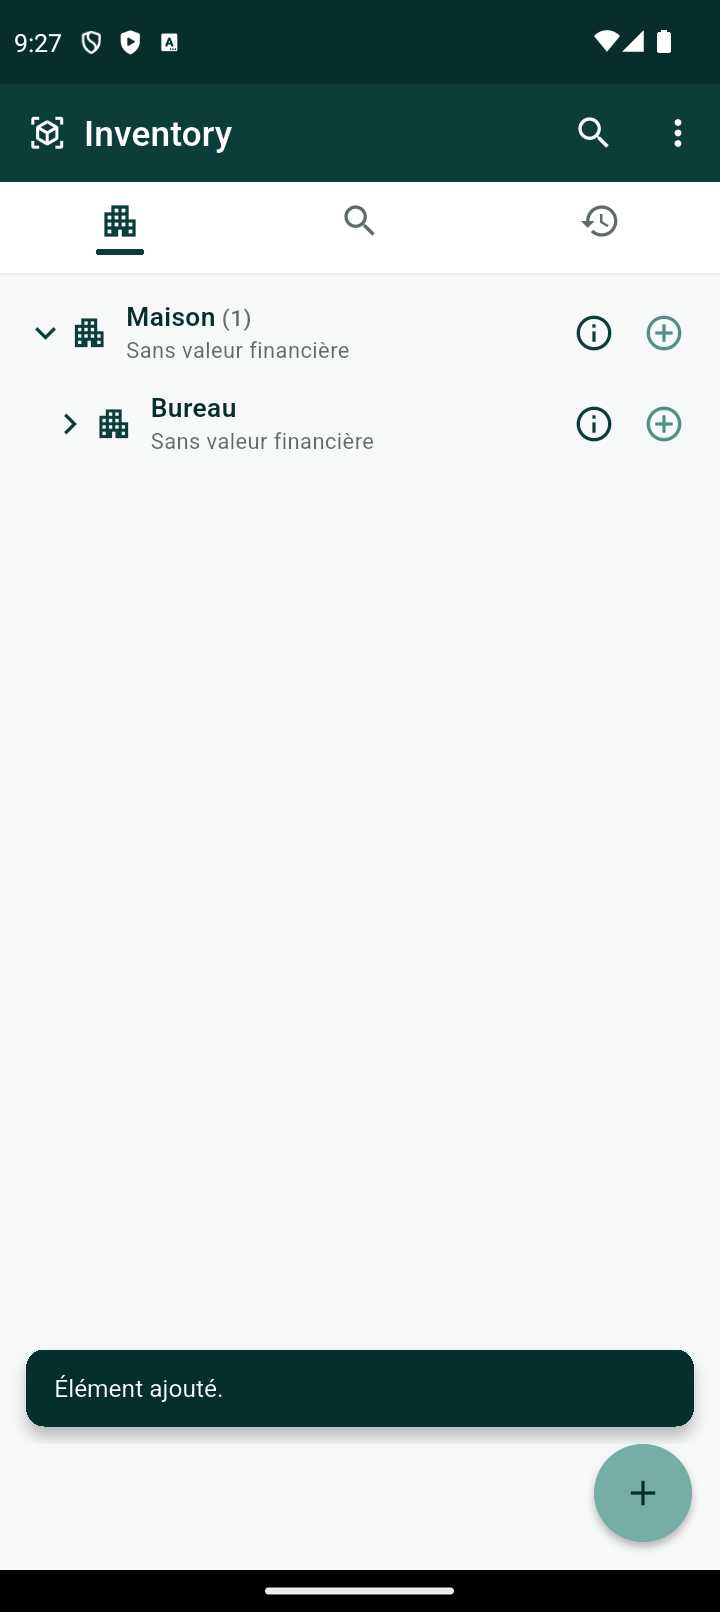 9:27
Inventory
Maison (1)
Sans valeur financière
Bureau
Sans valeur financière
Élément ajouté.